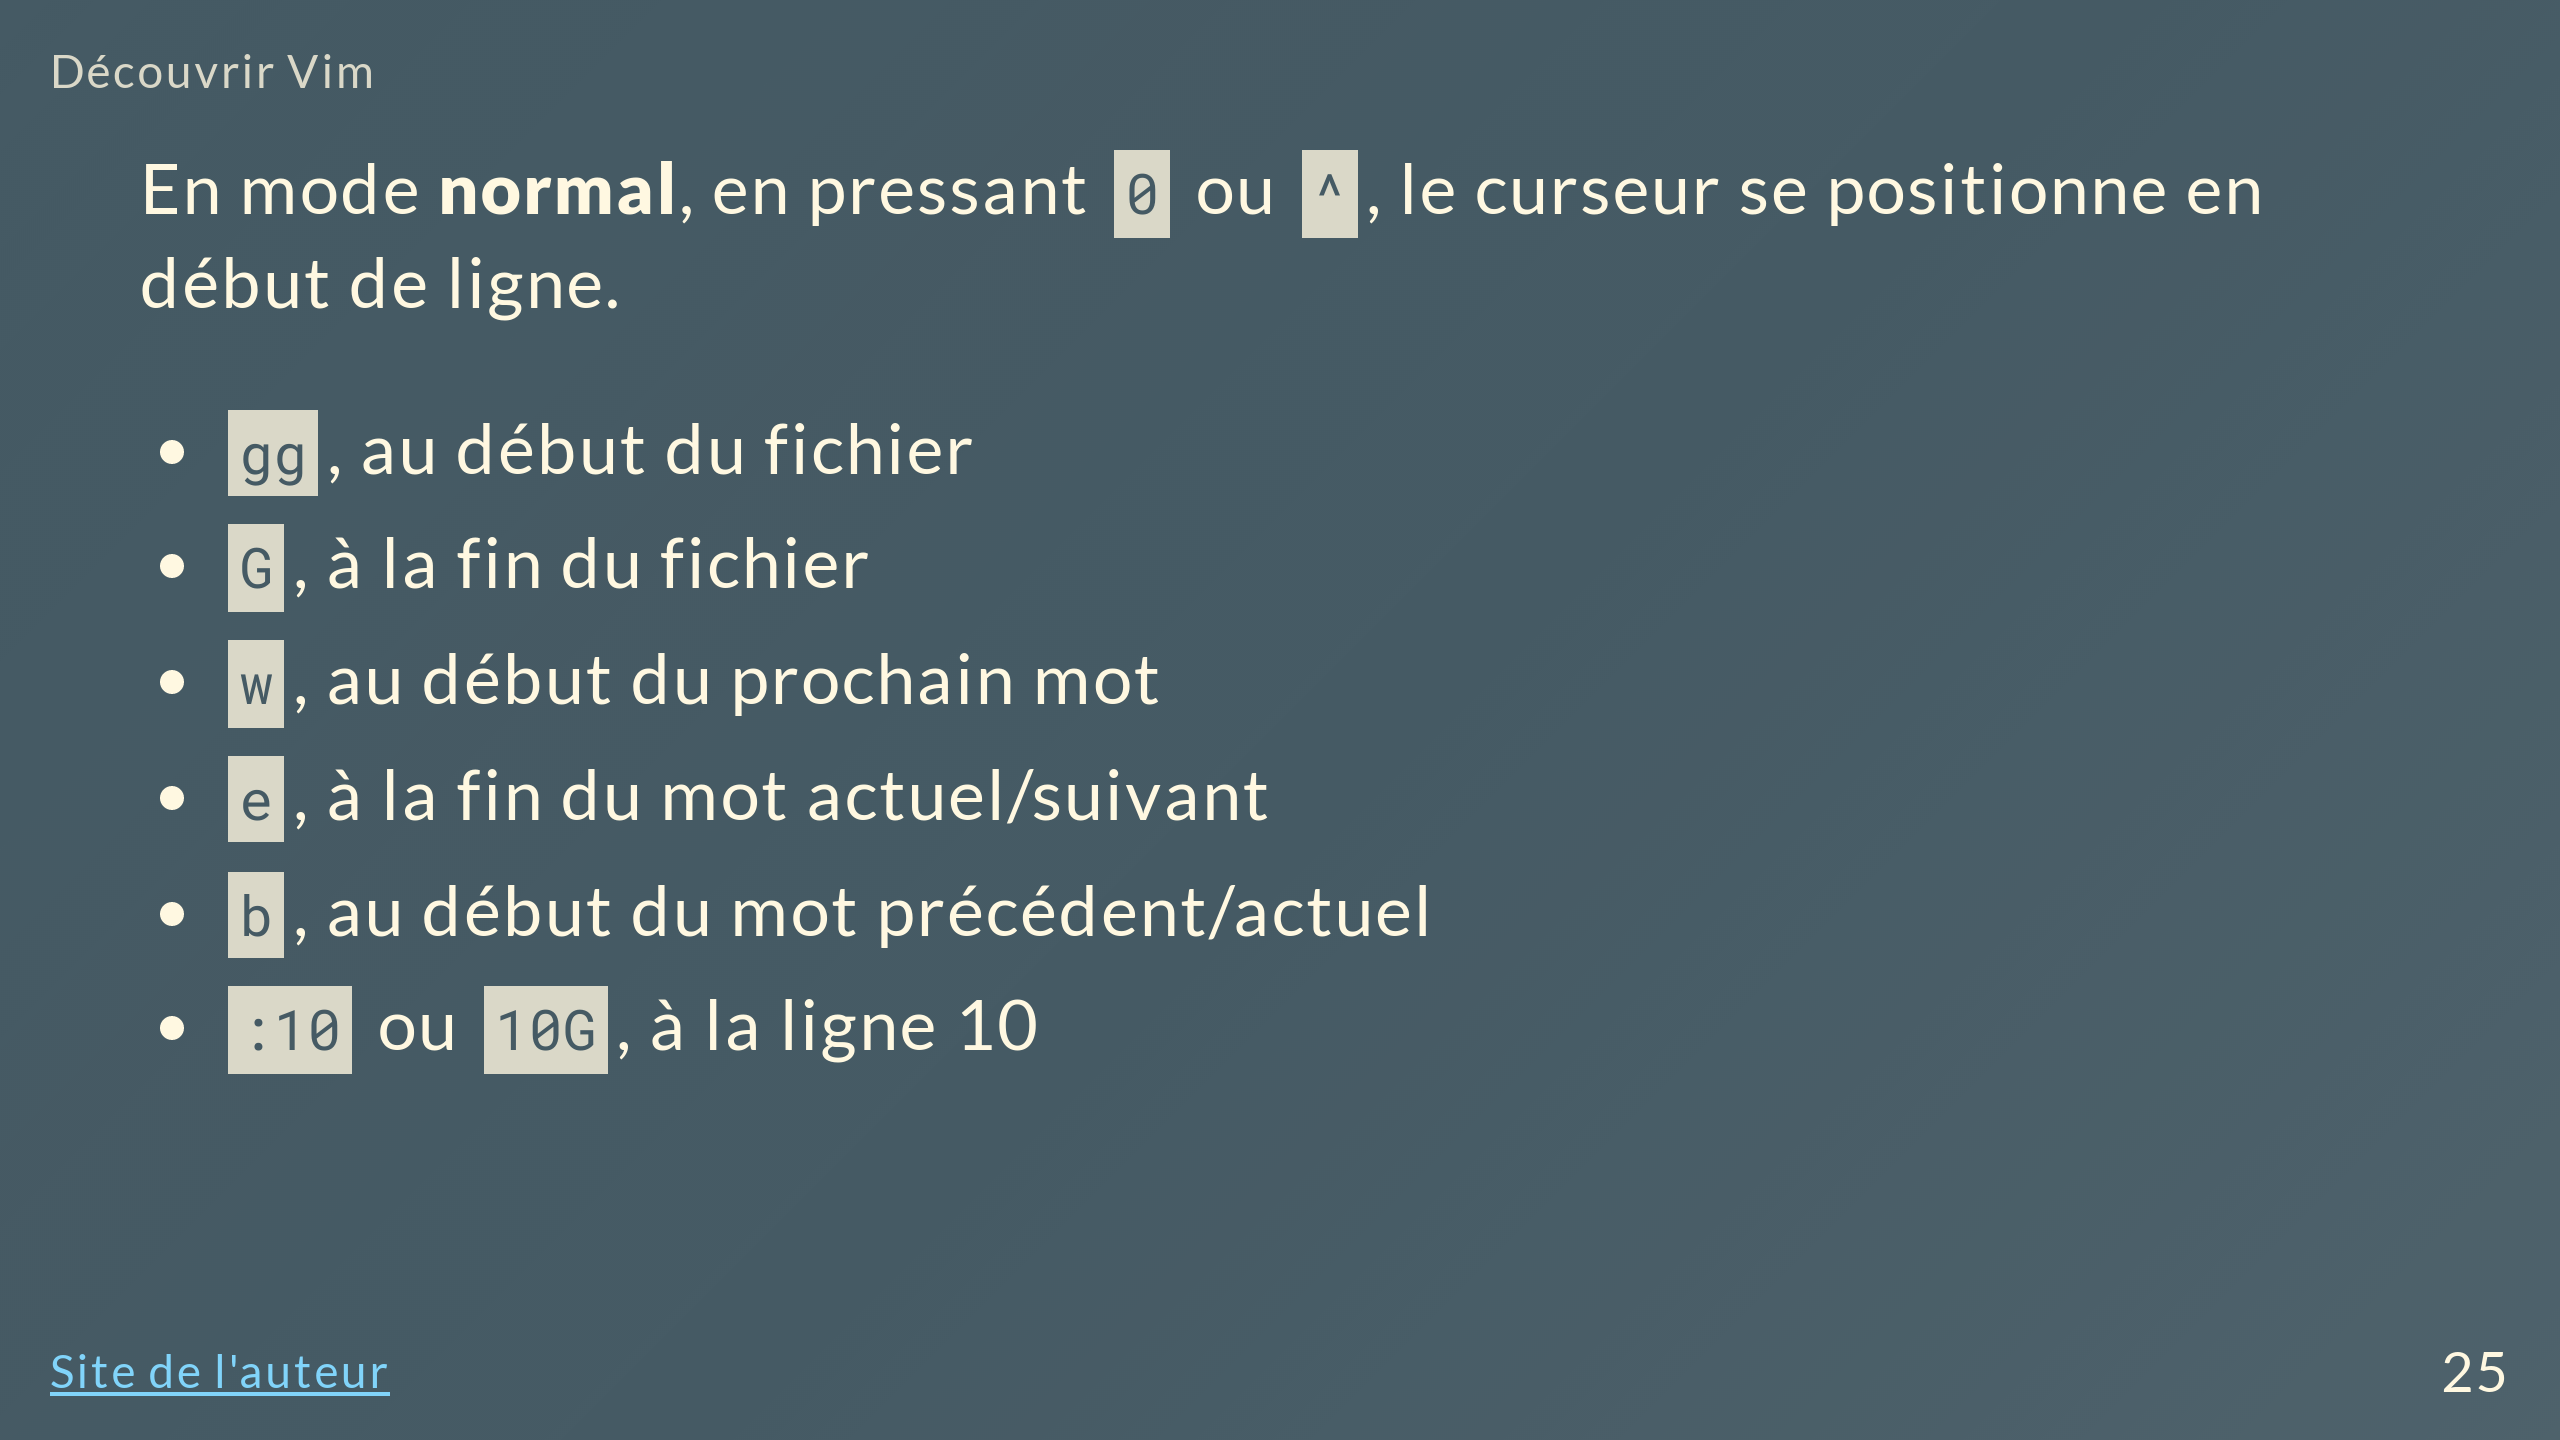 Découvrir Vim
En mode normal, en pressant 0 ou ^, le curseur se positionne en
début de ligne.
• gg, au début du fichier
• G, à la fin du fichier
• w, au début du prochain mot
• e, à la fin du mot actuel/suivant
• b, au début du mot précédent/actuel
• :10 ou 10G, à la ligne 10
Site de l'auteur
25